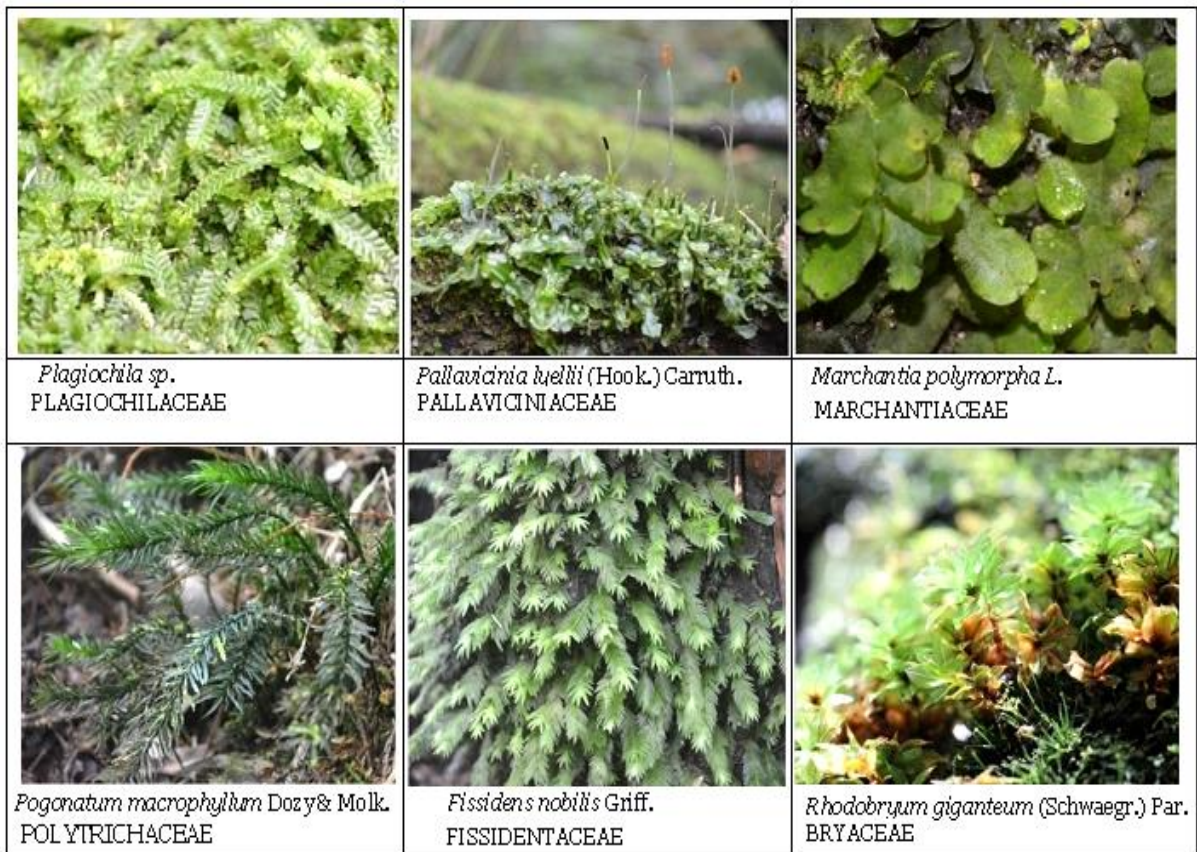 Plagiochila sp.
PLAGIOCHILACEAE
Pallavicinia lyellii (Hook.) Carruth.
PALLAVICINIACEAE
Marchantia polymorpha L.
MARCHANTIACEAE
Pogonatum macrophyllum Dozy & Molk.
POLYTRICHACEAE
Fissidens nobilis Griff.
FISSIDENTACEAE
Rhodobryum giganteum (Schwaegr.) Par.
BRYACEAE